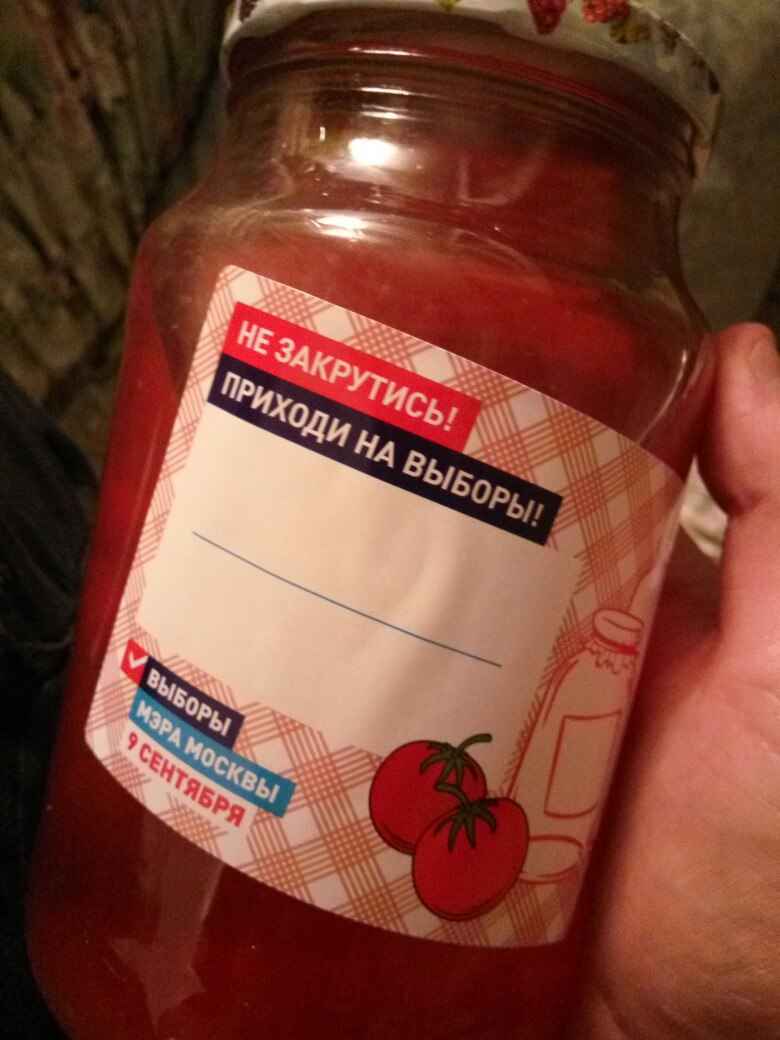 НЕ ЗАКРУТИСЬ!
ПРИХОДИ НА ВЫБОРЫ!
ВЫБОРЫ
МЭРА МОСКВЫ
9 СЕНТЯБРЯ